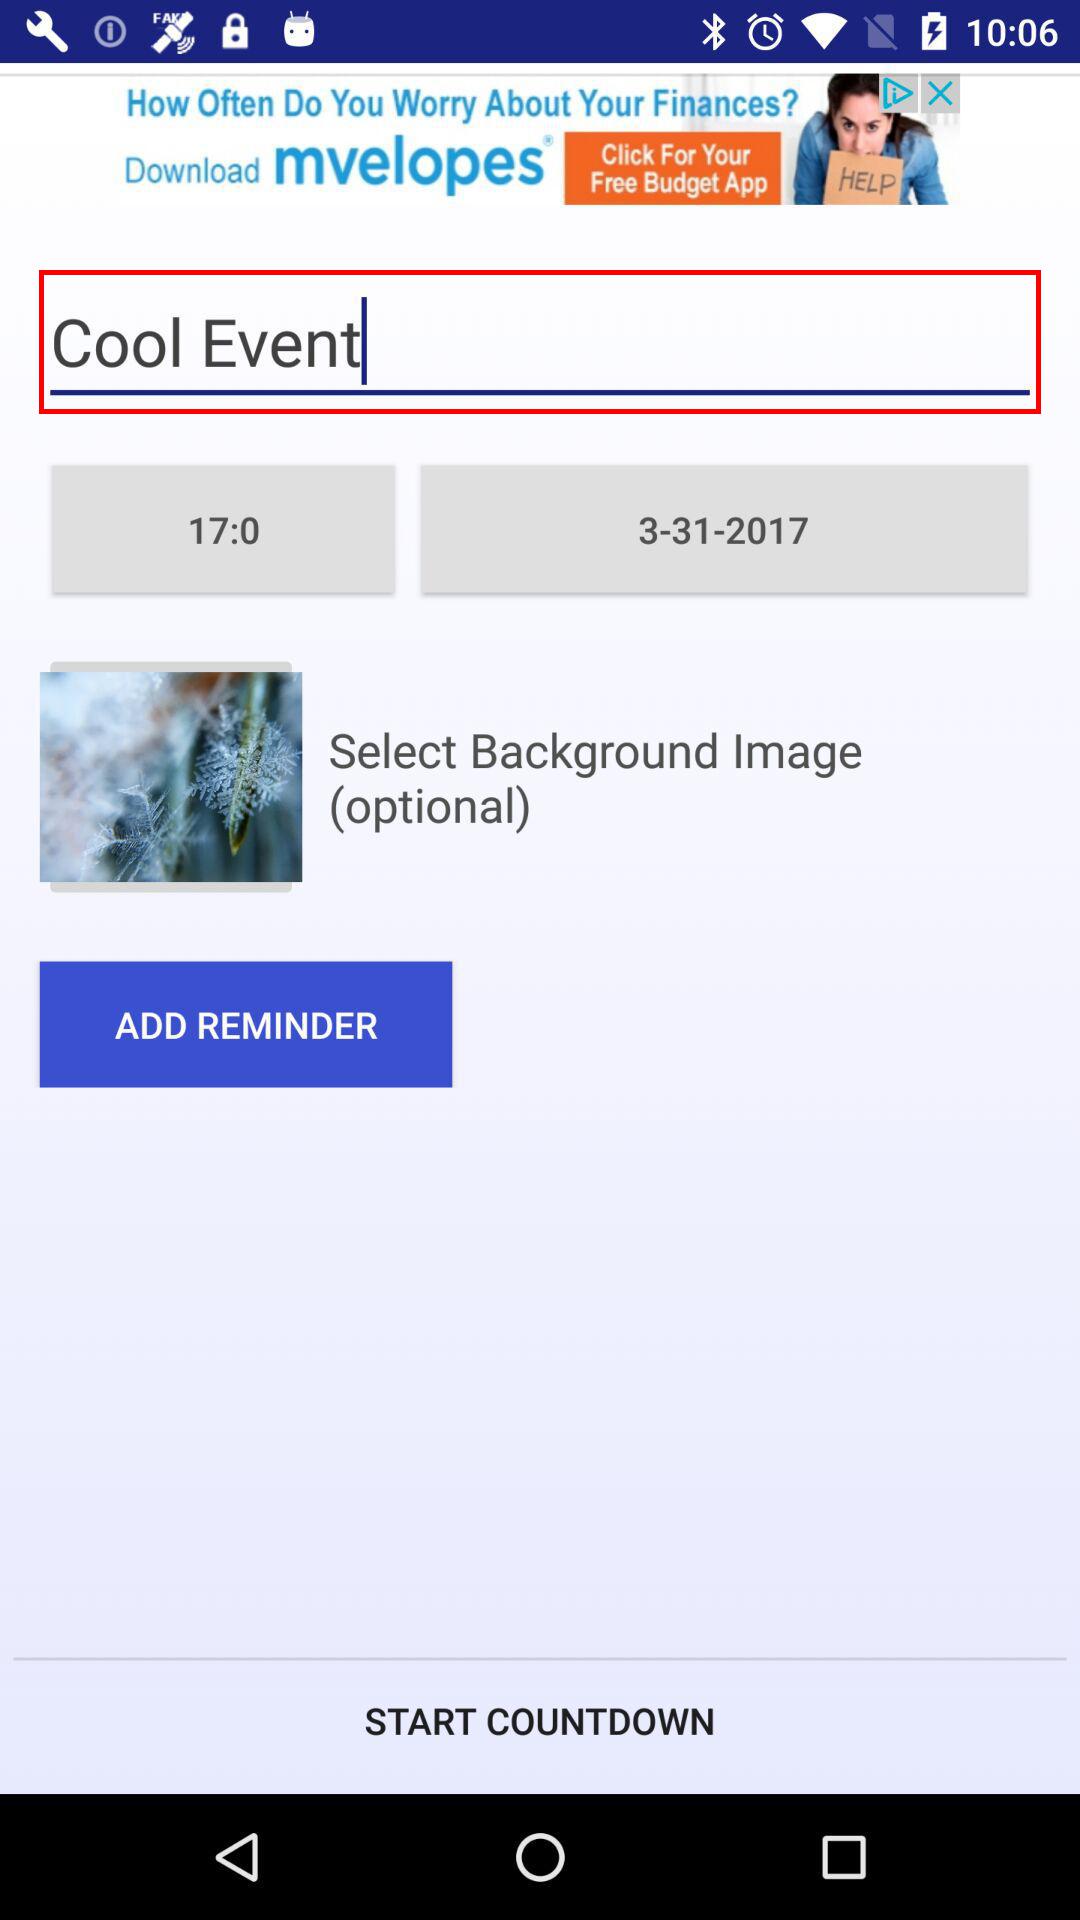 FAKE
10:06
How Often Do You Worry About Your Finances?
Download mvelopes®
Click For Your
Free Budget App
HELP
Cool Event
17:0
3-31-2017
Select Background Image
(optional)
ADD REMINDER
START COUNTDOWN